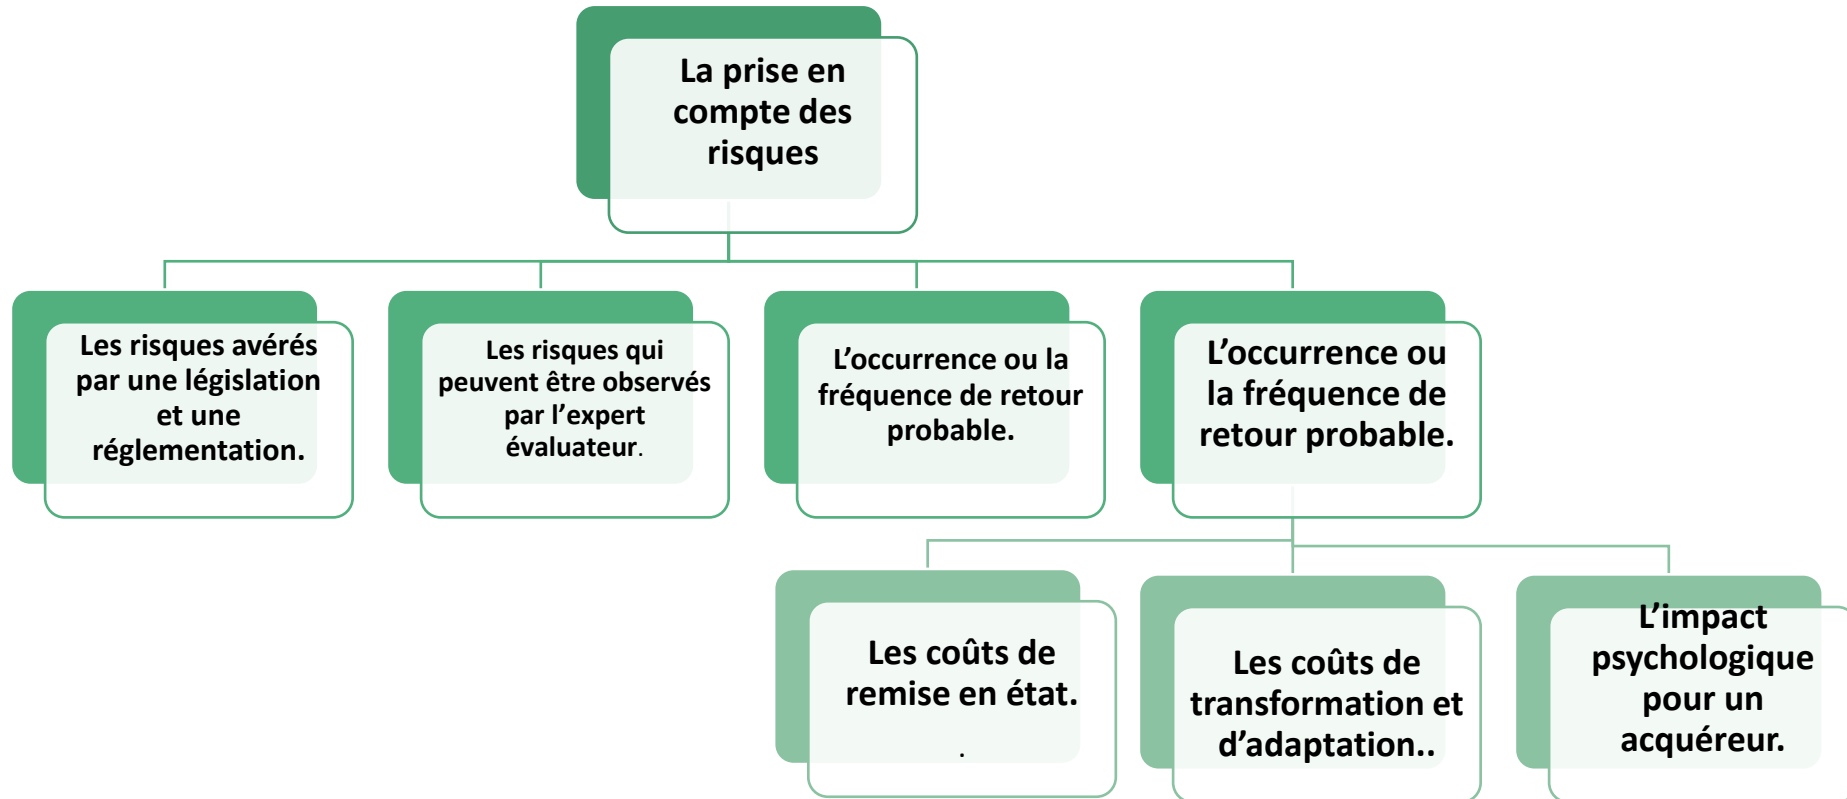 La prise en
compte des
risques
Les risques avérés
par une législation
et une
réglementation.
Les risques qui
peuvent être observés
par l’expert
évaluateur.
L’occurrence ou la
fréquence de retour
probable.
L’occurrence ou
la fréquence de
retour probable.
Les coûts de
remise en état.
.
Les coûts de
transformation et
d’adaptation..
L’impact
psychologique
pour un
acquéreur.